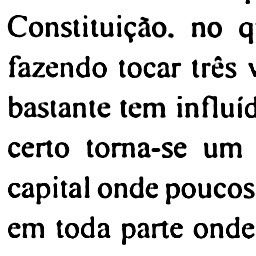 Constituição. no q
fazendo tocar três
bastante tem influíd
certo torna-se um
capital onde poucos
em toda parte onde